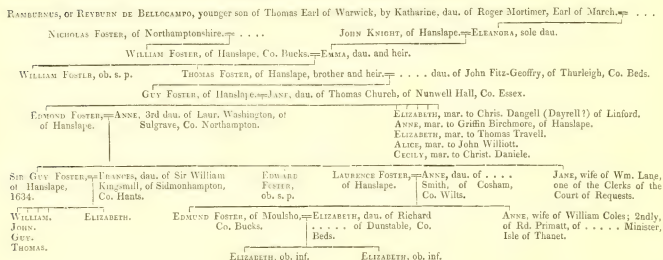 RAMBURNUS, OF REYBURN DE BELLOCAMPO, younger son of Thomas Earl of Warwick, by Katharine, dau. of Roger Mortimer, Earl of March.= . . . .
NICHOLAS FOSTER, of Northamptonshire.= . . . .
JOHN KNIGHT, of Hanslape.=ELEANORA, sole dau.
WILLIAM FOSTER, of Hanslape, Co. Bucks.=EMMA, dau. and heir.
WILLIAM FOSTER, ob. s. p.
THOMAS FOSTER, of Hanslape, brother and heir.= . . . . dau. of John Fitz-Geoffry, of Thurleigh, Co. Beds.
GUY FOSTER, of Hanslape.=JANE, dau. of Thomas Church, of Nunwell Hall, Co. Essex.
EDMOND FOSTER,=ANNE, 3rd dau. of Laur. Washington, of
of Hanslape. Sulgrave, Co. Northampton.
ELIZABETH, mar. to Chris. Dangell (Dayrell?) of Linford.
ANNE, mar. to Griffin Birchmore, of Hanslape.
ELIZABETH, mar. to Thomas Travell.
ALICE, mar. to John Williott.
CECILY, mar. to Christ. Daniele.
SIR GUY FOSTER,=FRANCES, dau. of Sir William
of Hanslape, Kingsmill, of Sidmonhampton,
1634. Co. Hants.
EDWARD
FOSTER,
ob. s. p.
LAURENCE FOSTER,=ANNE, dau. of . . . .
of Hanslape. Smith, of Cosham,
Co. Wilts.
JANE, wife of Wm. Lane,
one of the Clerks of the
Court of Requests.
WILLIAM.
JOHN.
GUY.
THOMAS.
ELIZABETH.
EDMUND FOSTER, of Moulsho,=ELIZABETH, dau. of Richard
Co. Bucks. . . . . . of Dunstable, Co.
Beds.
ANNE, wife of William Coles; 2ndly,
of Rd. Primatt, of . . . . . Minister,
Isle of Thanet.
ELIZABETH, ob. inf.
ELIZABETH, ob. inf.